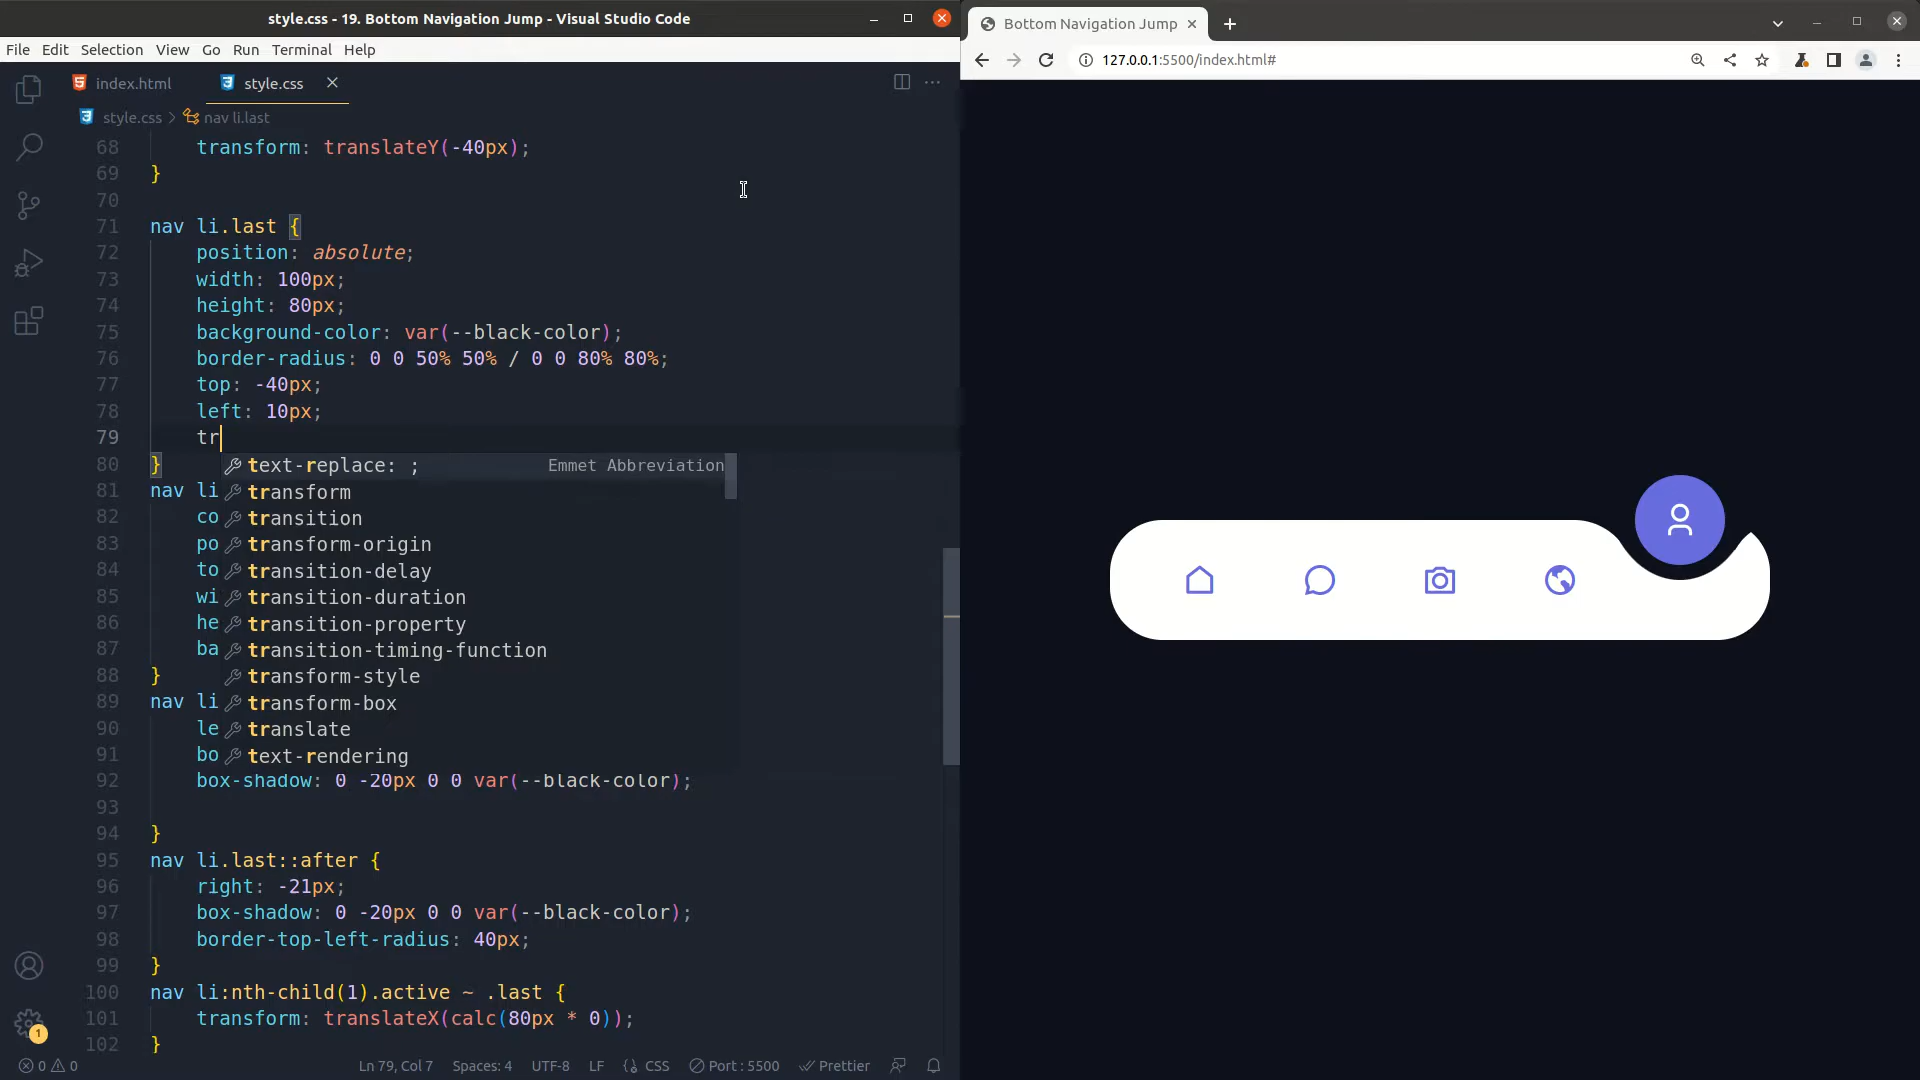 style.css - 19. Bottom Navigation Jump - Visual Studio Code
File Edit Selection View Go Run Terminal Help
index.html style.css
style.css > nav li.last
68 transform: translateY(-40px);
69 }
70
71 nav li.last {
72 position: absolute;
73 width: 100px;
74 height: 80px;
75 background-color: var(--black-color);
76 border-radius: 0 0 50% 50% / 0 0 80% 80%;
77 top: -40px;
78 left: 10px;
79 tr
80 }
text-replace: ; Emmet Abbreviation
81 nav li
transform
82 co
transition
83 po
transform-origin
84 to
transition-delay
85 wi
transition-duration
86 he
transition-property
87 ba
transition-timing-function
88 }
transform-style
89 nav li
transform-box
90 le
translate
91 bo
text-rendering
92 box-shadow: 0 -20px 0 0 var(--black-color);
93
94 }
95 nav li.last::after {
96 right: -21px;
97 box-shadow: 0 -20px 0 0 var(--black-color);
98 border-top-left-radius: 40px;
99 }
100 nav li:nth-child(1).active ~ .last {
101 transform: translateX(calc(80px * 0));
102 }
1
0 0 Ln 79, Col 7 Spaces: 4 UTF-8 LF {} CSS Port : 5500 Prettier
Bottom Navigation Jump
127.0.0.1:5500/index.html#